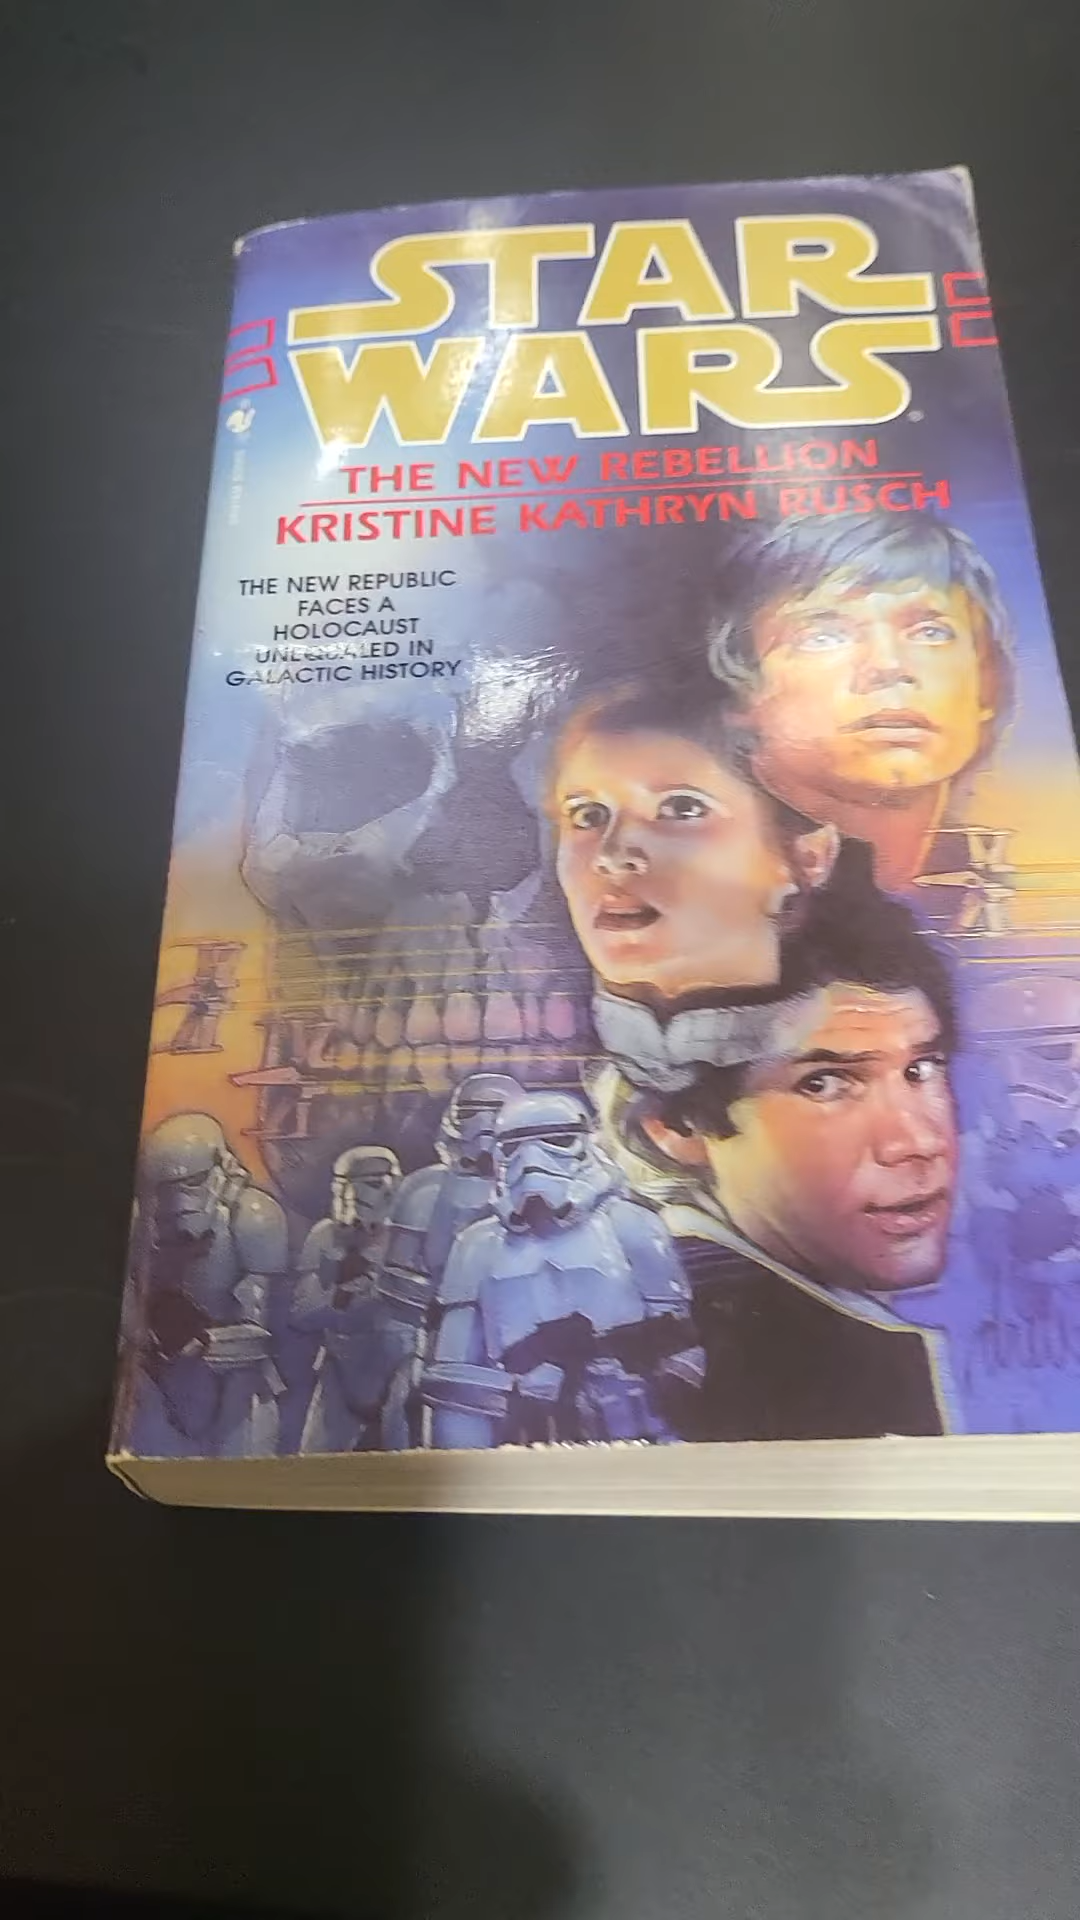 STAR
WARS
THE NEW REBELLION
KRISTINE KATHRYN RUSCH
THE NEW REPUBLIC
FACES A
HOLOCAUST
UNEQUALED IN
GALACTIC HISTORY